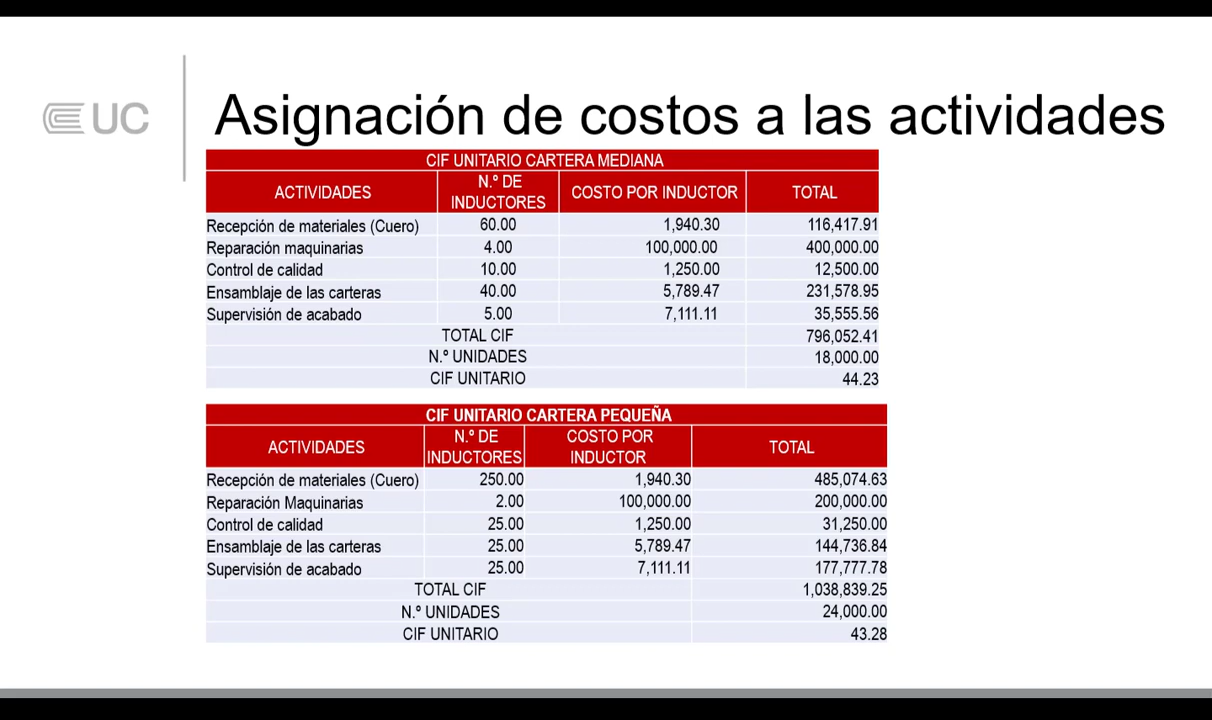 UC
Asignación de costos a las actividades
CIF UNITARIO CARTERA MEDIANA
ACTIVIDADES N.º DE INDUCTORES COSTO POR INDUCTOR TOTAL
Recepción de materiales (Cuero) 60.00 1,940.30 116,417.91
Reparación maquinarias 4.00 100,000.00 400,000.00
Control de calidad 10.00 1,250.00 12,500.00
Ensamblaje de las carteras 40.00 5,789.47 231,578.95
Supervisión de acabado 5.00 7,111.11 35,555.56
TOTAL CIF 796,052.41
N.º UNIDADES 18,000.00
CIF UNITARIO 44.23
CIF UNITARIO CARTERA PEQUEÑA
ACTIVIDADES N.º DE INDUCTORES COSTO POR INDUCTOR TOTAL
Recepción de materiales (Cuero) 250.00 1,940.30 485,074.63
Reparación Maquinarias 2.00 100,000.00 200,000.00
Control de calidad 25.00 1,250.00 31,250.00
Ensamblaje de las carteras 25.00 5,789.47 144,736.84
Supervisión de acabado 25.00 7,111.11 177,777.78
TOTAL CIF 1,038,839.25
N.º UNIDADES 24,000.00
CIF UNITARIO 43.28